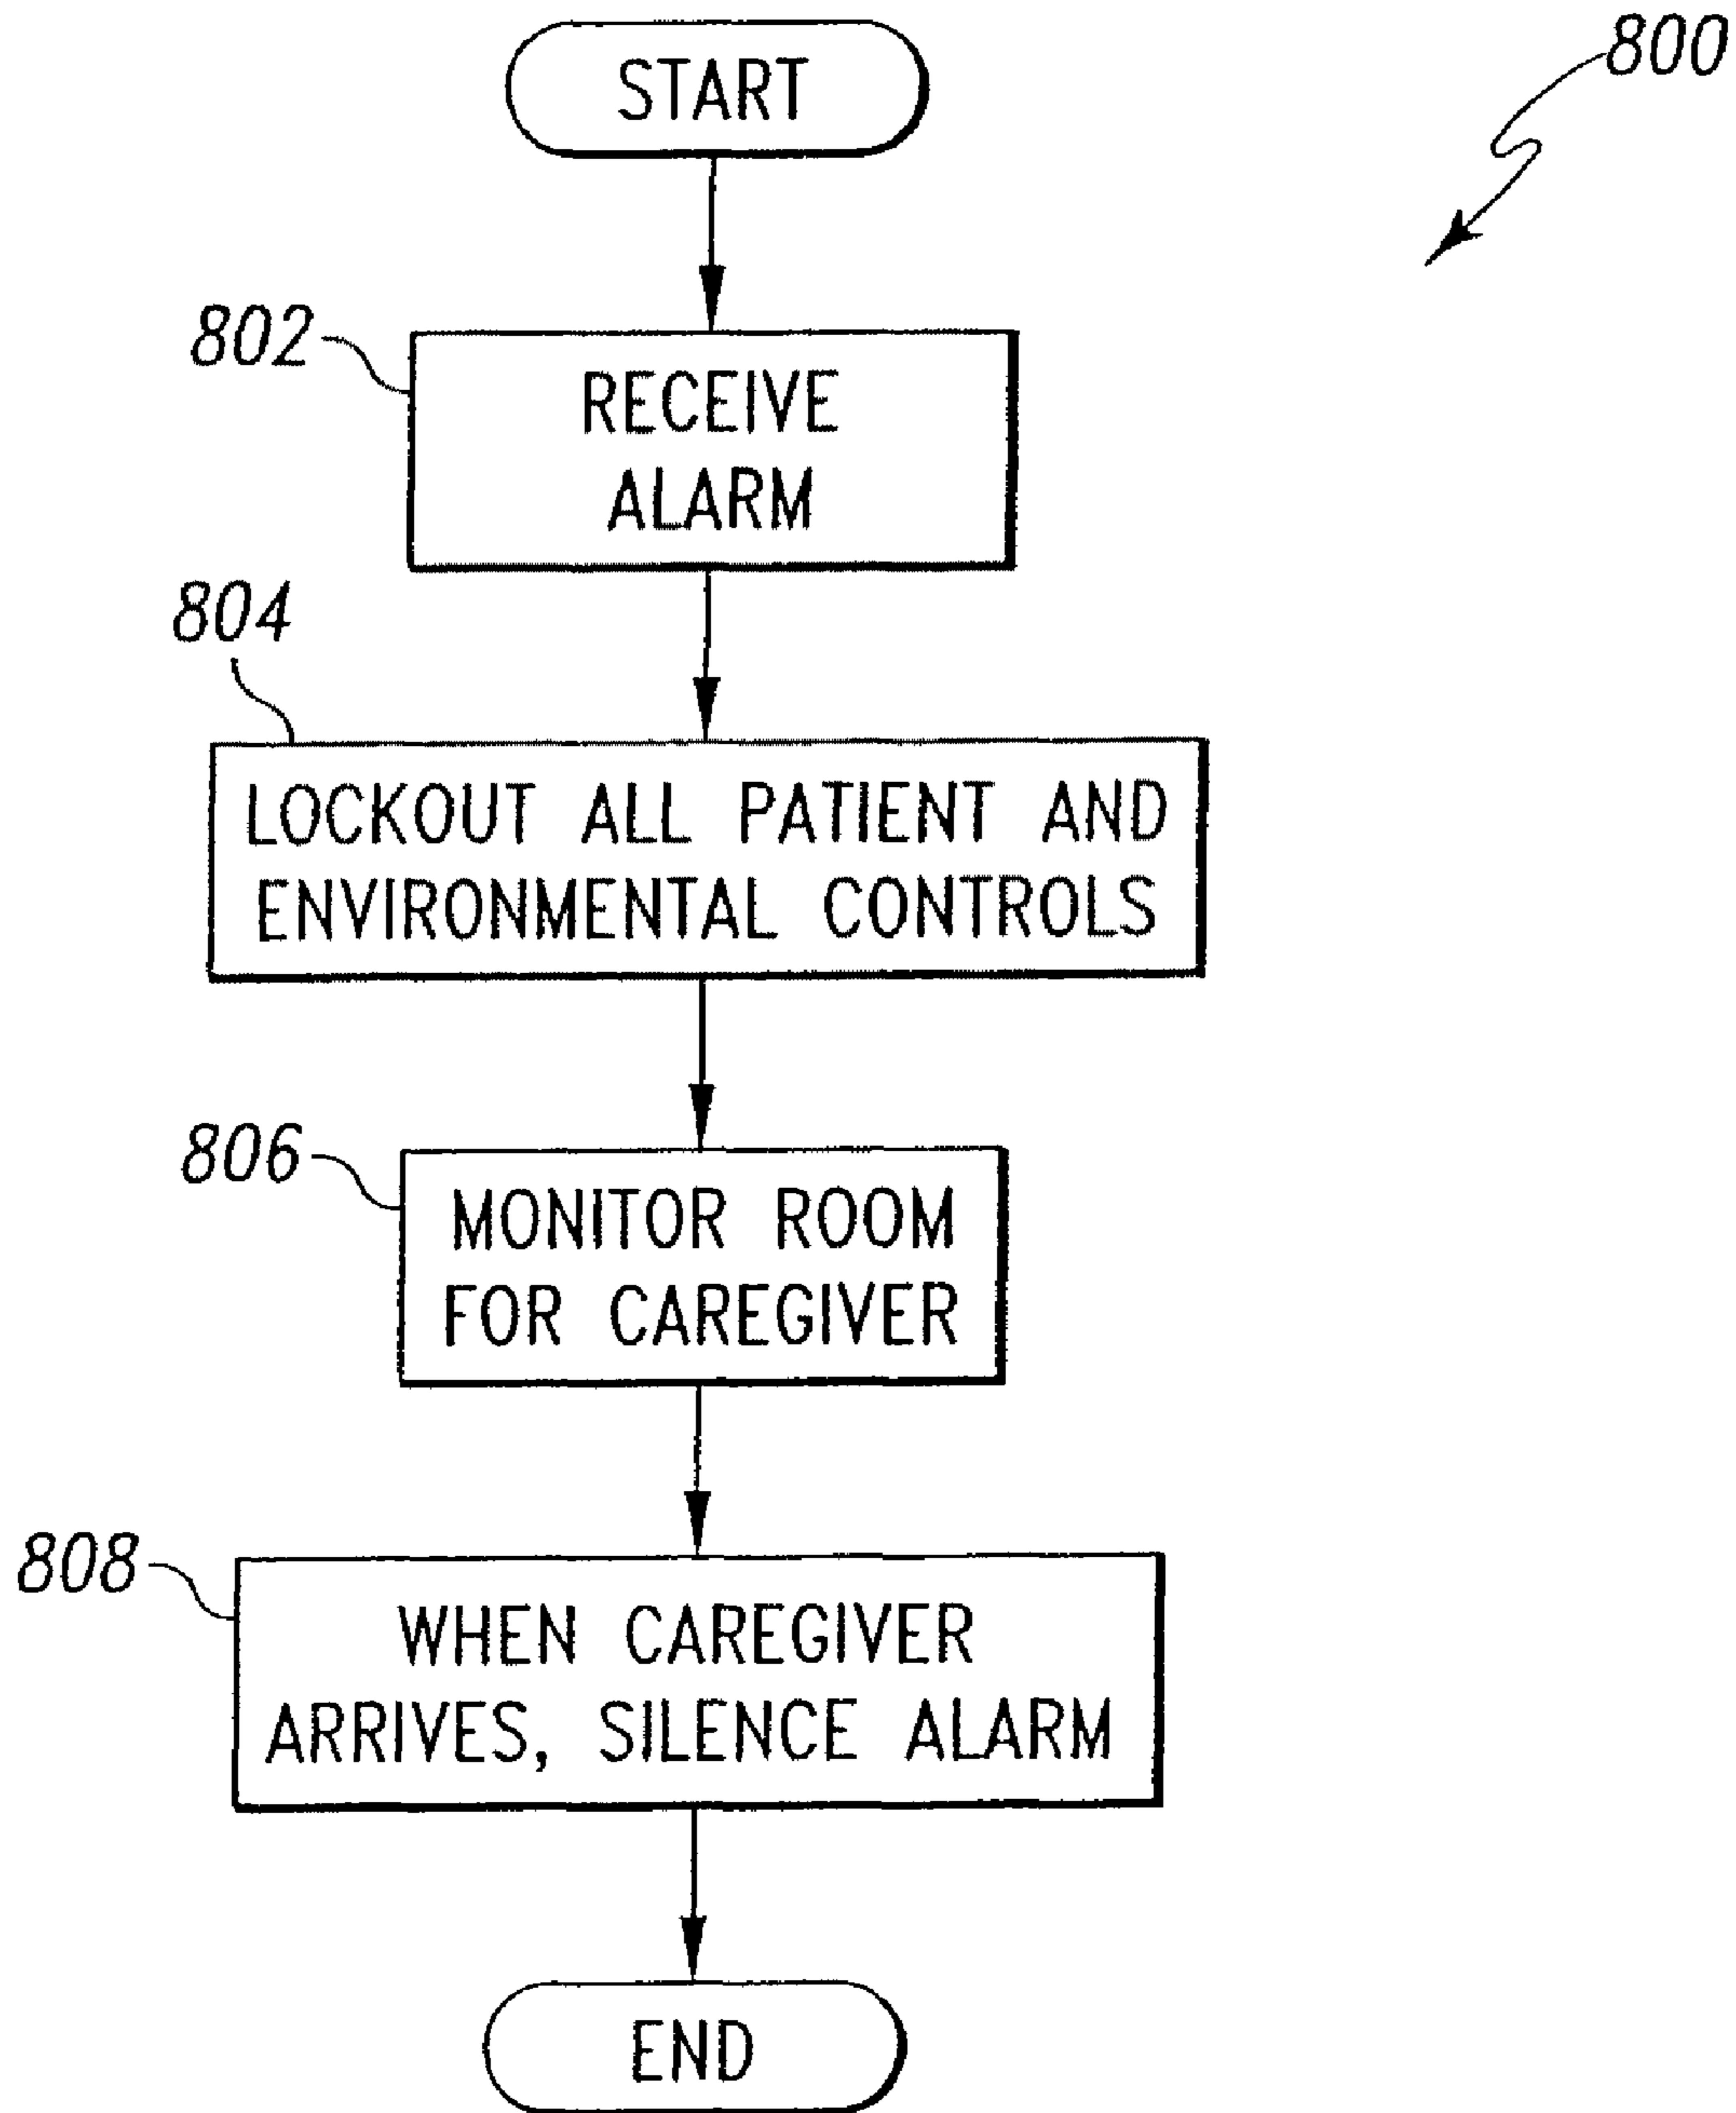 START
800
802
RECEIVE
ALARM
804
LOCKOUT ALL PATIENT AND
ENVIRONMENTAL CONTROLS
806
MONITOR ROOM
FOR CAREGIVER
808
WHEN CAREGIVER
ARRIVES, SILENCE ALARM
END